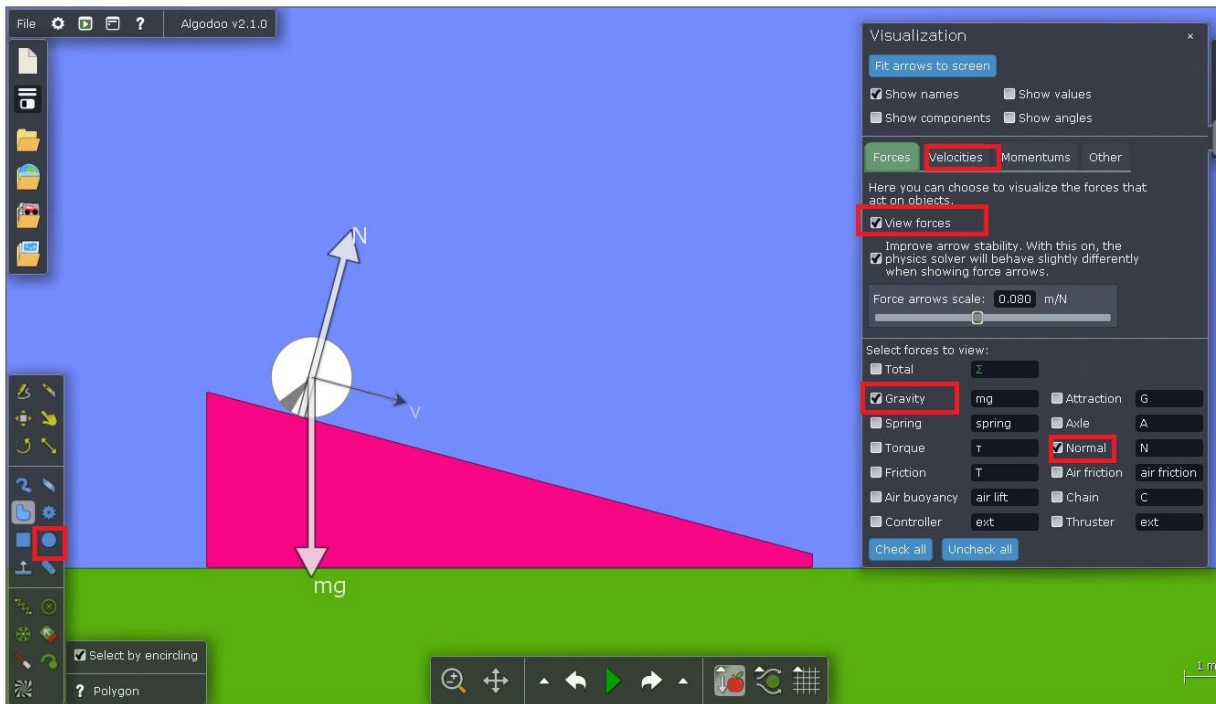 File ? Algodoo v2.1.0
Visualization ×
Fit arrows to screen
Show names Show values
Show components Show angles
Forces Velocities Momentums Other
Here you can choose to visualize the forces that
act on objects.
View forces
Improve arrow stability. With this on, the
physics solver will behave slightly differently
when showing force arrows.
Force arrows scale: 0.080 m/N
Select forces to view:
Total Σ
Gravity mg Attraction G
Spring spring Axle A
Torque τ Normal N
Friction T Air friction air friction
Air buoyancy air lift Chain C
Controller ext Thruster ext
Check all Uncheck all
N
v
mg
Select by encircling
? Polygon
1 m